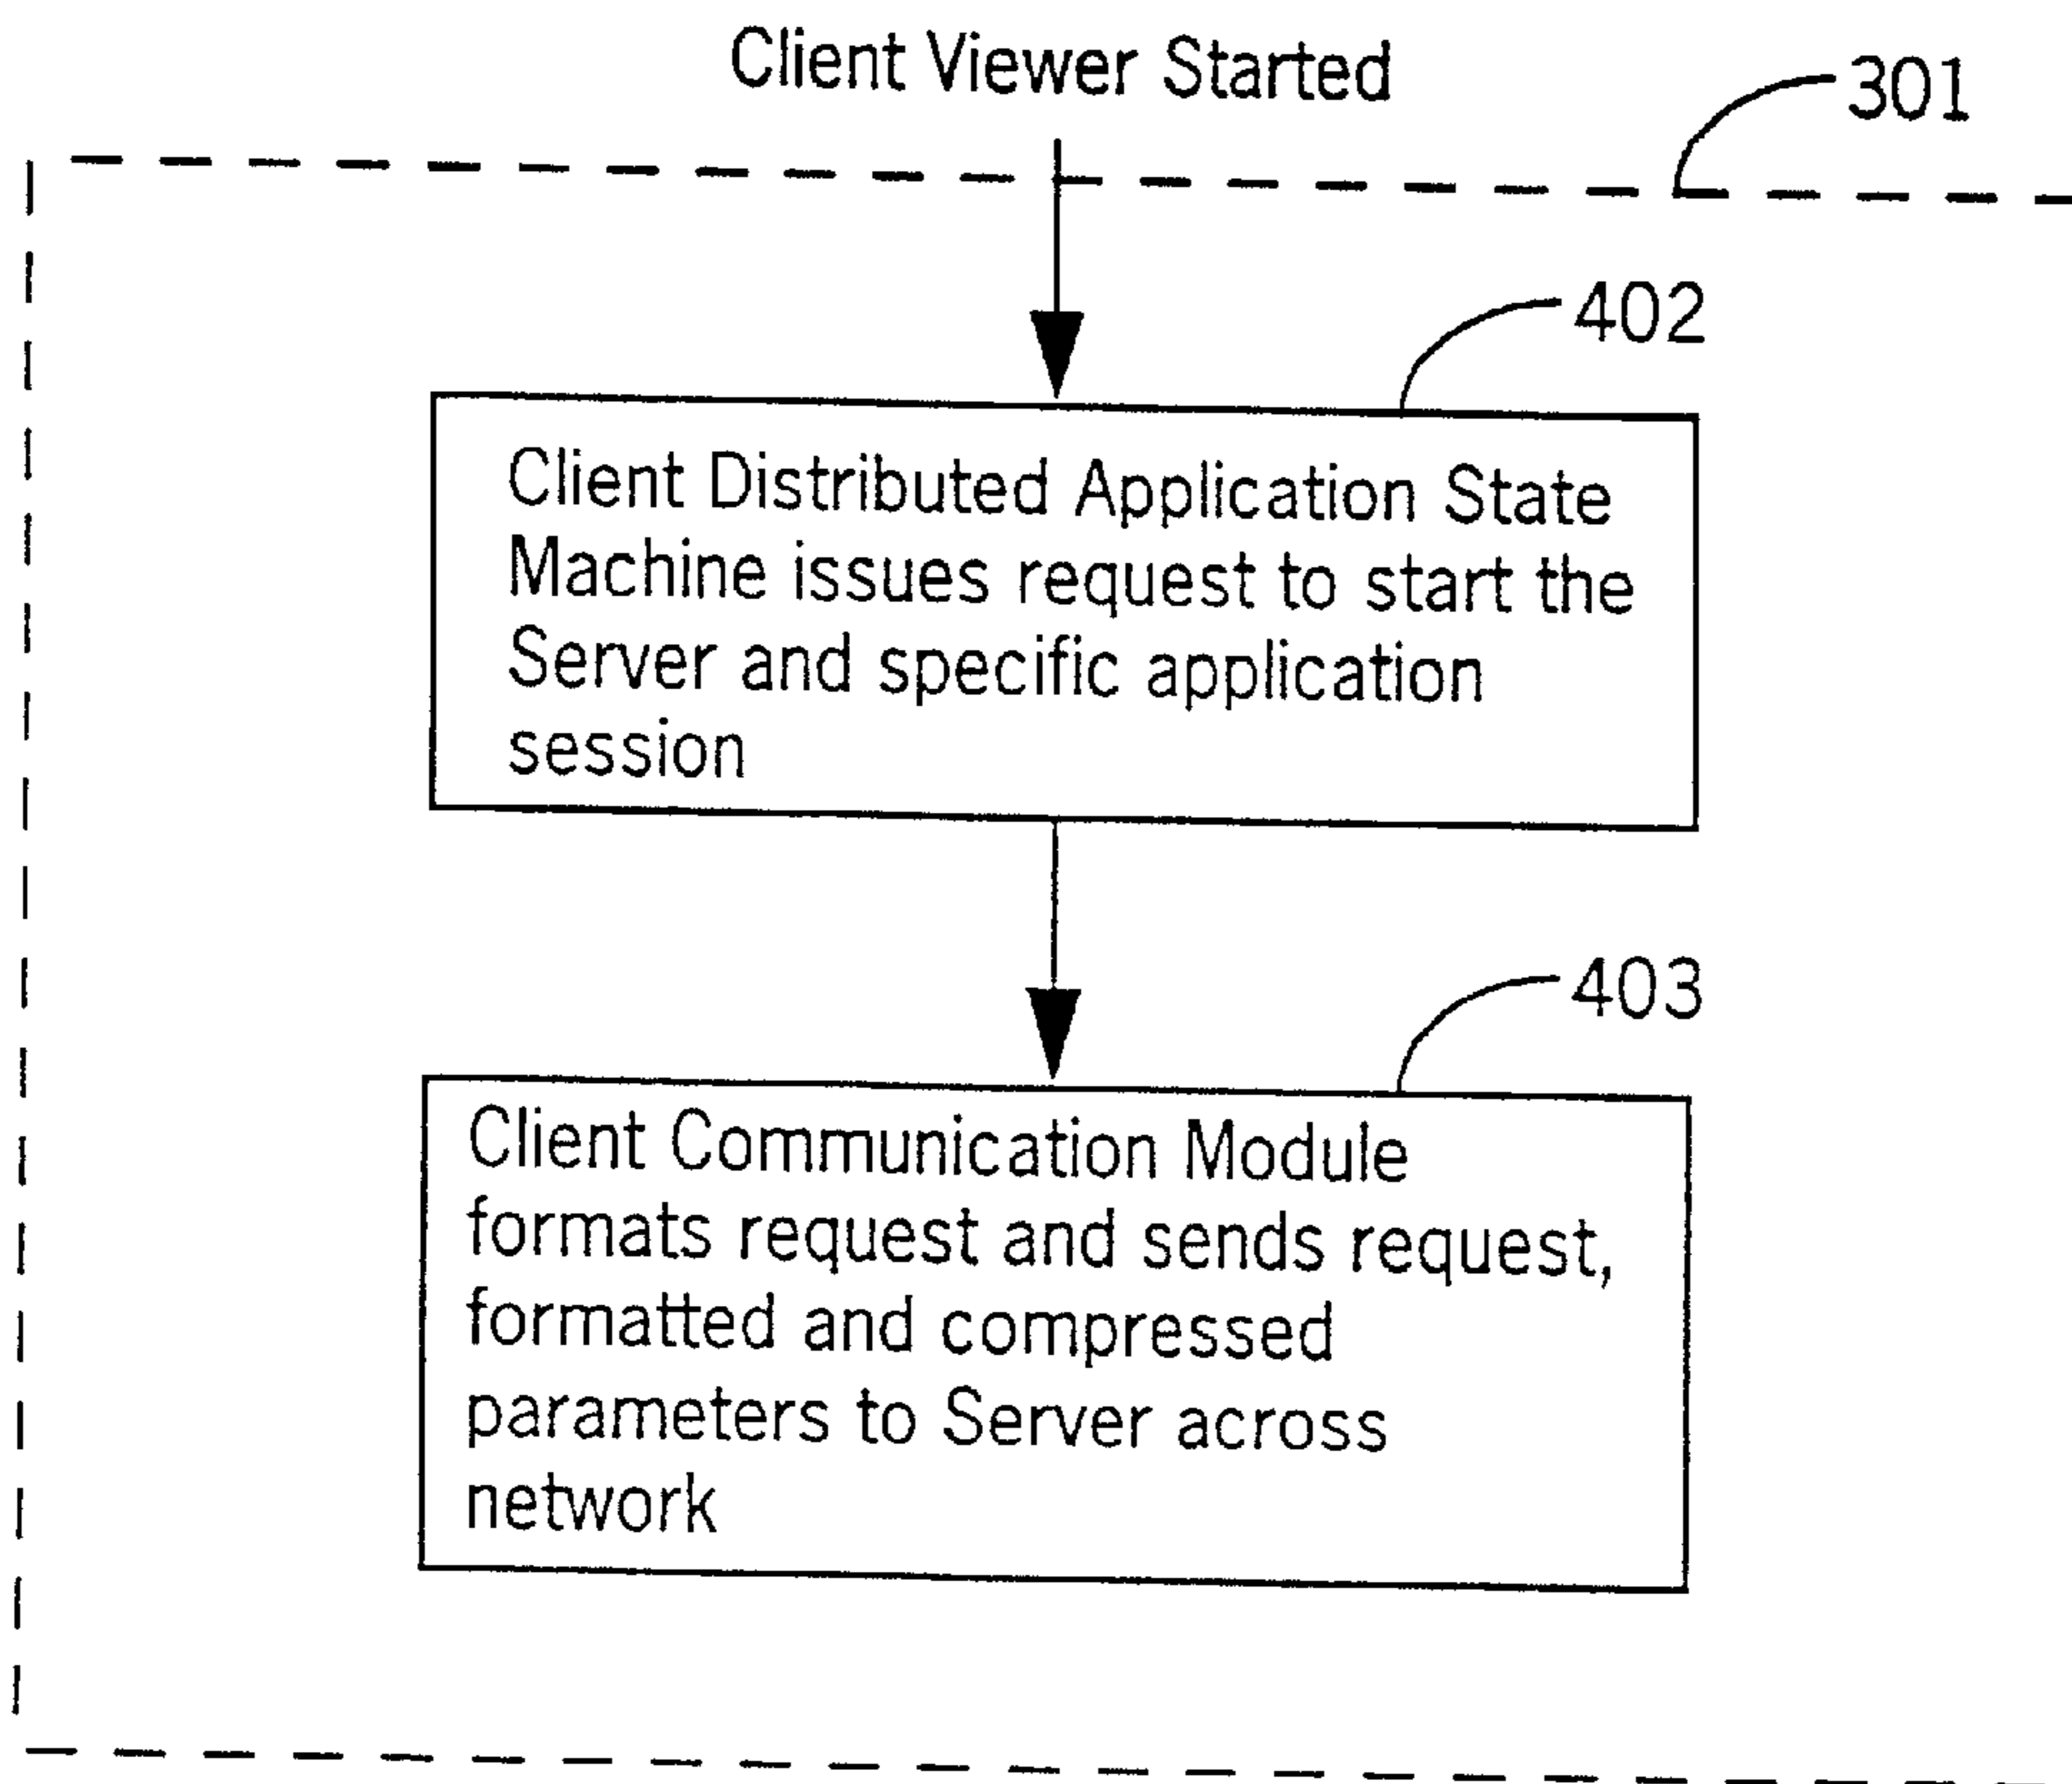 Client Viewer Started
301
402
Client Distributed Application State
Machine issues request to start the
Server and specific application
session
403
Client Communication Module
formats request and sends request,
formatted and compressed
parameters to Server across
network